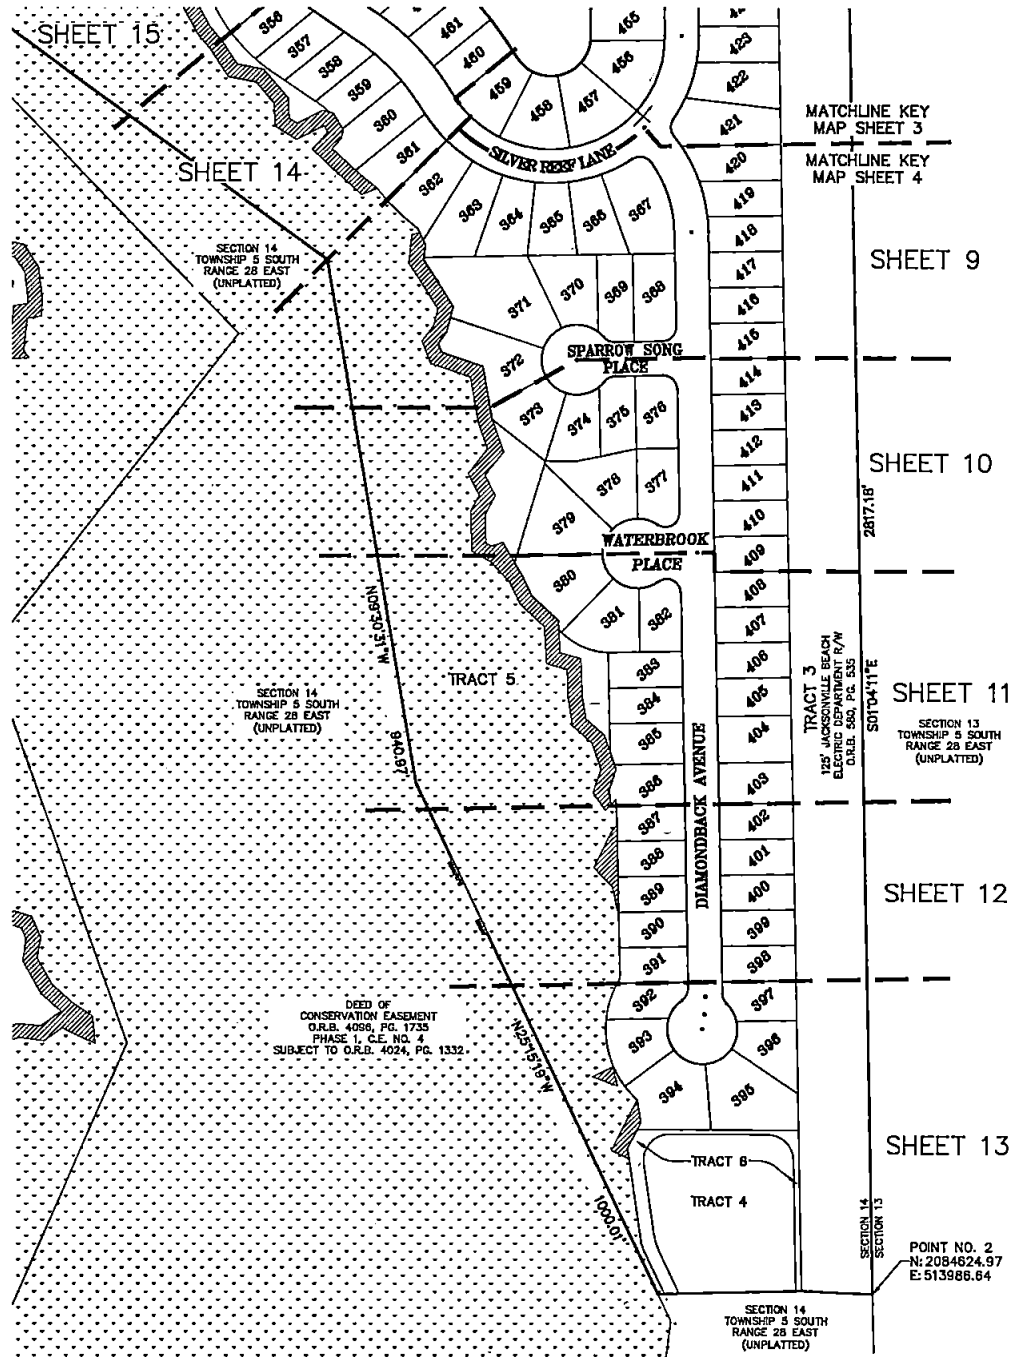 SHEET 15
356
357
358
359
360
361
362
461
460
459
458
457
456
455
423
422
421
MATCHLINE KEY
MAP SHEET 3
MATCHLINE KEY
MAP SHEET 4
SILVER REEF LANE
SHEET 14
SECTION 14
TOWNSHIP 5 SOUTH
RANGE 28 EAST
(UNPLATTED)
363
364
365
366
367
420
419
418
417
416
415
SHEET 9
371
370
369
368
372
SPARROW SONG
PLACE
373
374
375
376
414
413
412
411
410
409
SHEET 10
2817.18'
378
377
379
WATERBROOK
PLACE
380
381
382
408
407
406
405
404
403
N09°30'31"W
940.97'
TRACT 5
SECTION 14
TOWNSHIP 5 SOUTH
RANGE 28 EAST
(UNPLATTED)
383
384
385
386
DIAMONDBACK AVENUE
TRACT 3
125' JACKSONVILLE BEACH
ELECTRIC DEPARTMENT R/W
O.R.B. 580, PG. 535
S01°04'11"E
SHEET 11
SECTION 13
TOWNSHIP 5 SOUTH
RANGE 28 EAST
(UNPLATTED)
387
388
389
390
391
402
401
400
399
398
SHEET 12
DEED OF
CONSERVATION EASEMENT
O.R.B. 4096, PG. 1735
PHASE 1, C.E. NO. 4
SUBJECT TO O.R.B. 4024, PG. 1332
N25°15'19"W
1000.01'
392
393
394
395
396
397
SHEET 13
TRACT 6
TRACT 4
SECTION 14
SECTION 13
POINT NO. 2
N: 2084624.97
E: 513986.64
SECTION 14
TOWNSHIP 5 SOUTH
RANGE 28 EAST
(UNPLATTED)